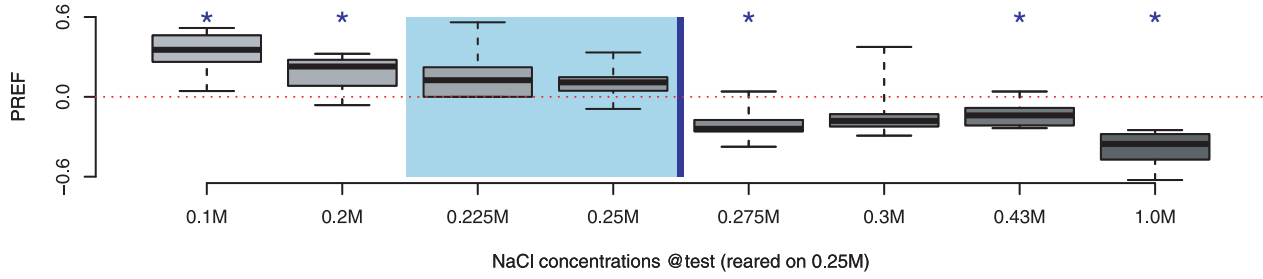 * * * * *
0.6
0.0
−0.6
PREF
0.1M 0.2M 0.225M 0.25M 0.275M 0.3M 0.43M 1.0M
NaCl concentrations @test (reared on 0.25M)